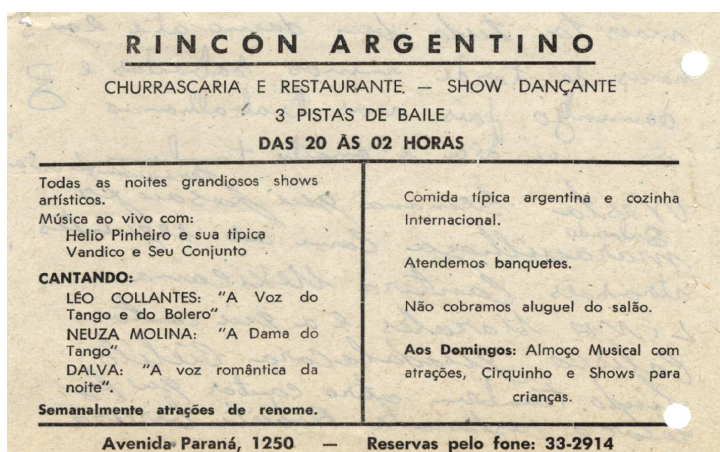 RINCÓN ARGENTINO
CHURRASCARIA E RESTAURANTE. — SHOW DANÇANTE
3 PISTAS DE BAILE
DAS 20 ÀS 02 HORAS
Todas as noites grandiosos shows
artísticos.
Música ao vivo com:
Helio Pinheiro e sua tipica
Vandico e Seu Conjunto
CANTANDO:
LÉO COLLANTES: "A Voz do
Tango e do Bolero"
NEUZA MOLINA: "A Dama do
Tango"
DALVA: "A voz romântica da
noite".
Semanalmente atrações de renome.
Comida típica argentina e cozinha
Internacional.
Atendemos banquetes.
Não cobramos aluguel do salão.
Aos Domingos: Almoço Musical com
atrações, Cirquinho e Shows para
crianças.
Avenida Paraná, 1250 — Reservas pelo fone: 33-2914